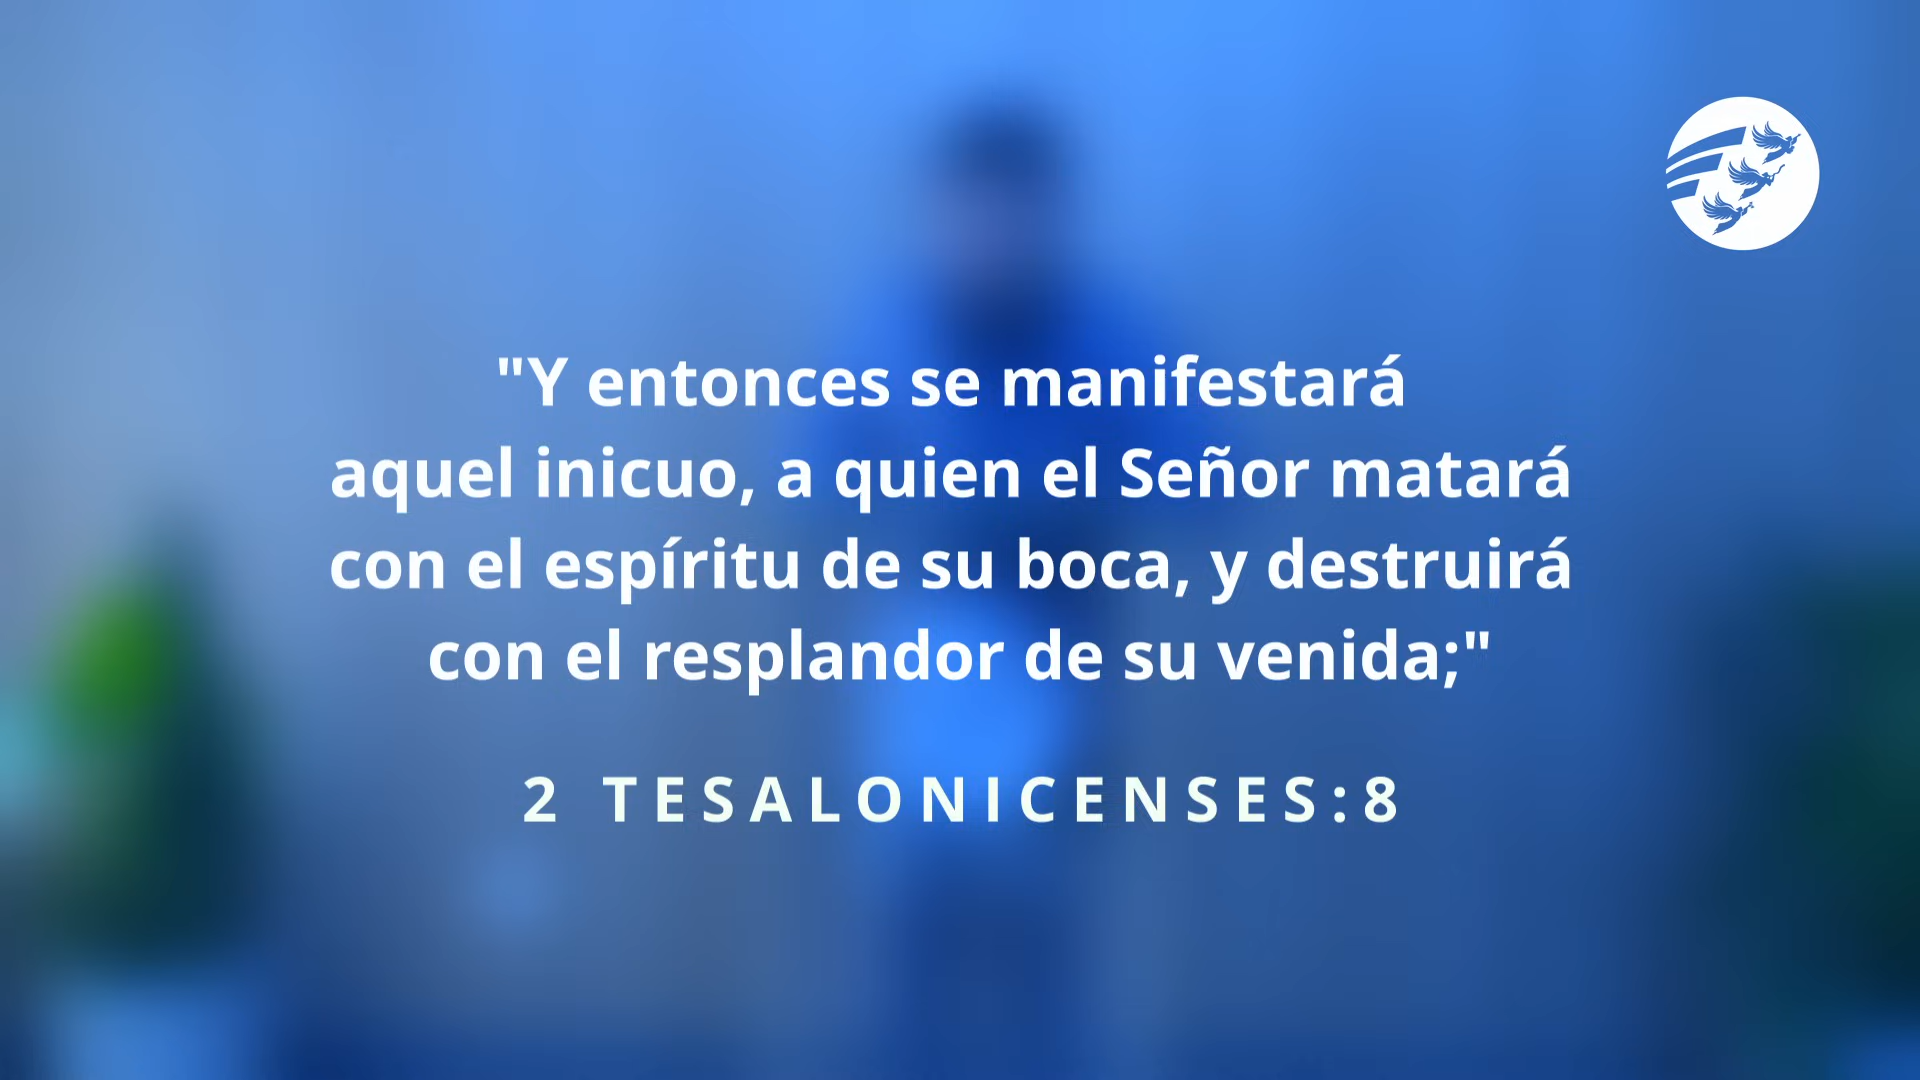 "Y entonces se manifestará
aquel inicuo, a quien el Señor matará
con el espíritu de su boca, y destruirá
con el resplandor de su venida;"
2 TESALONICENSES:8